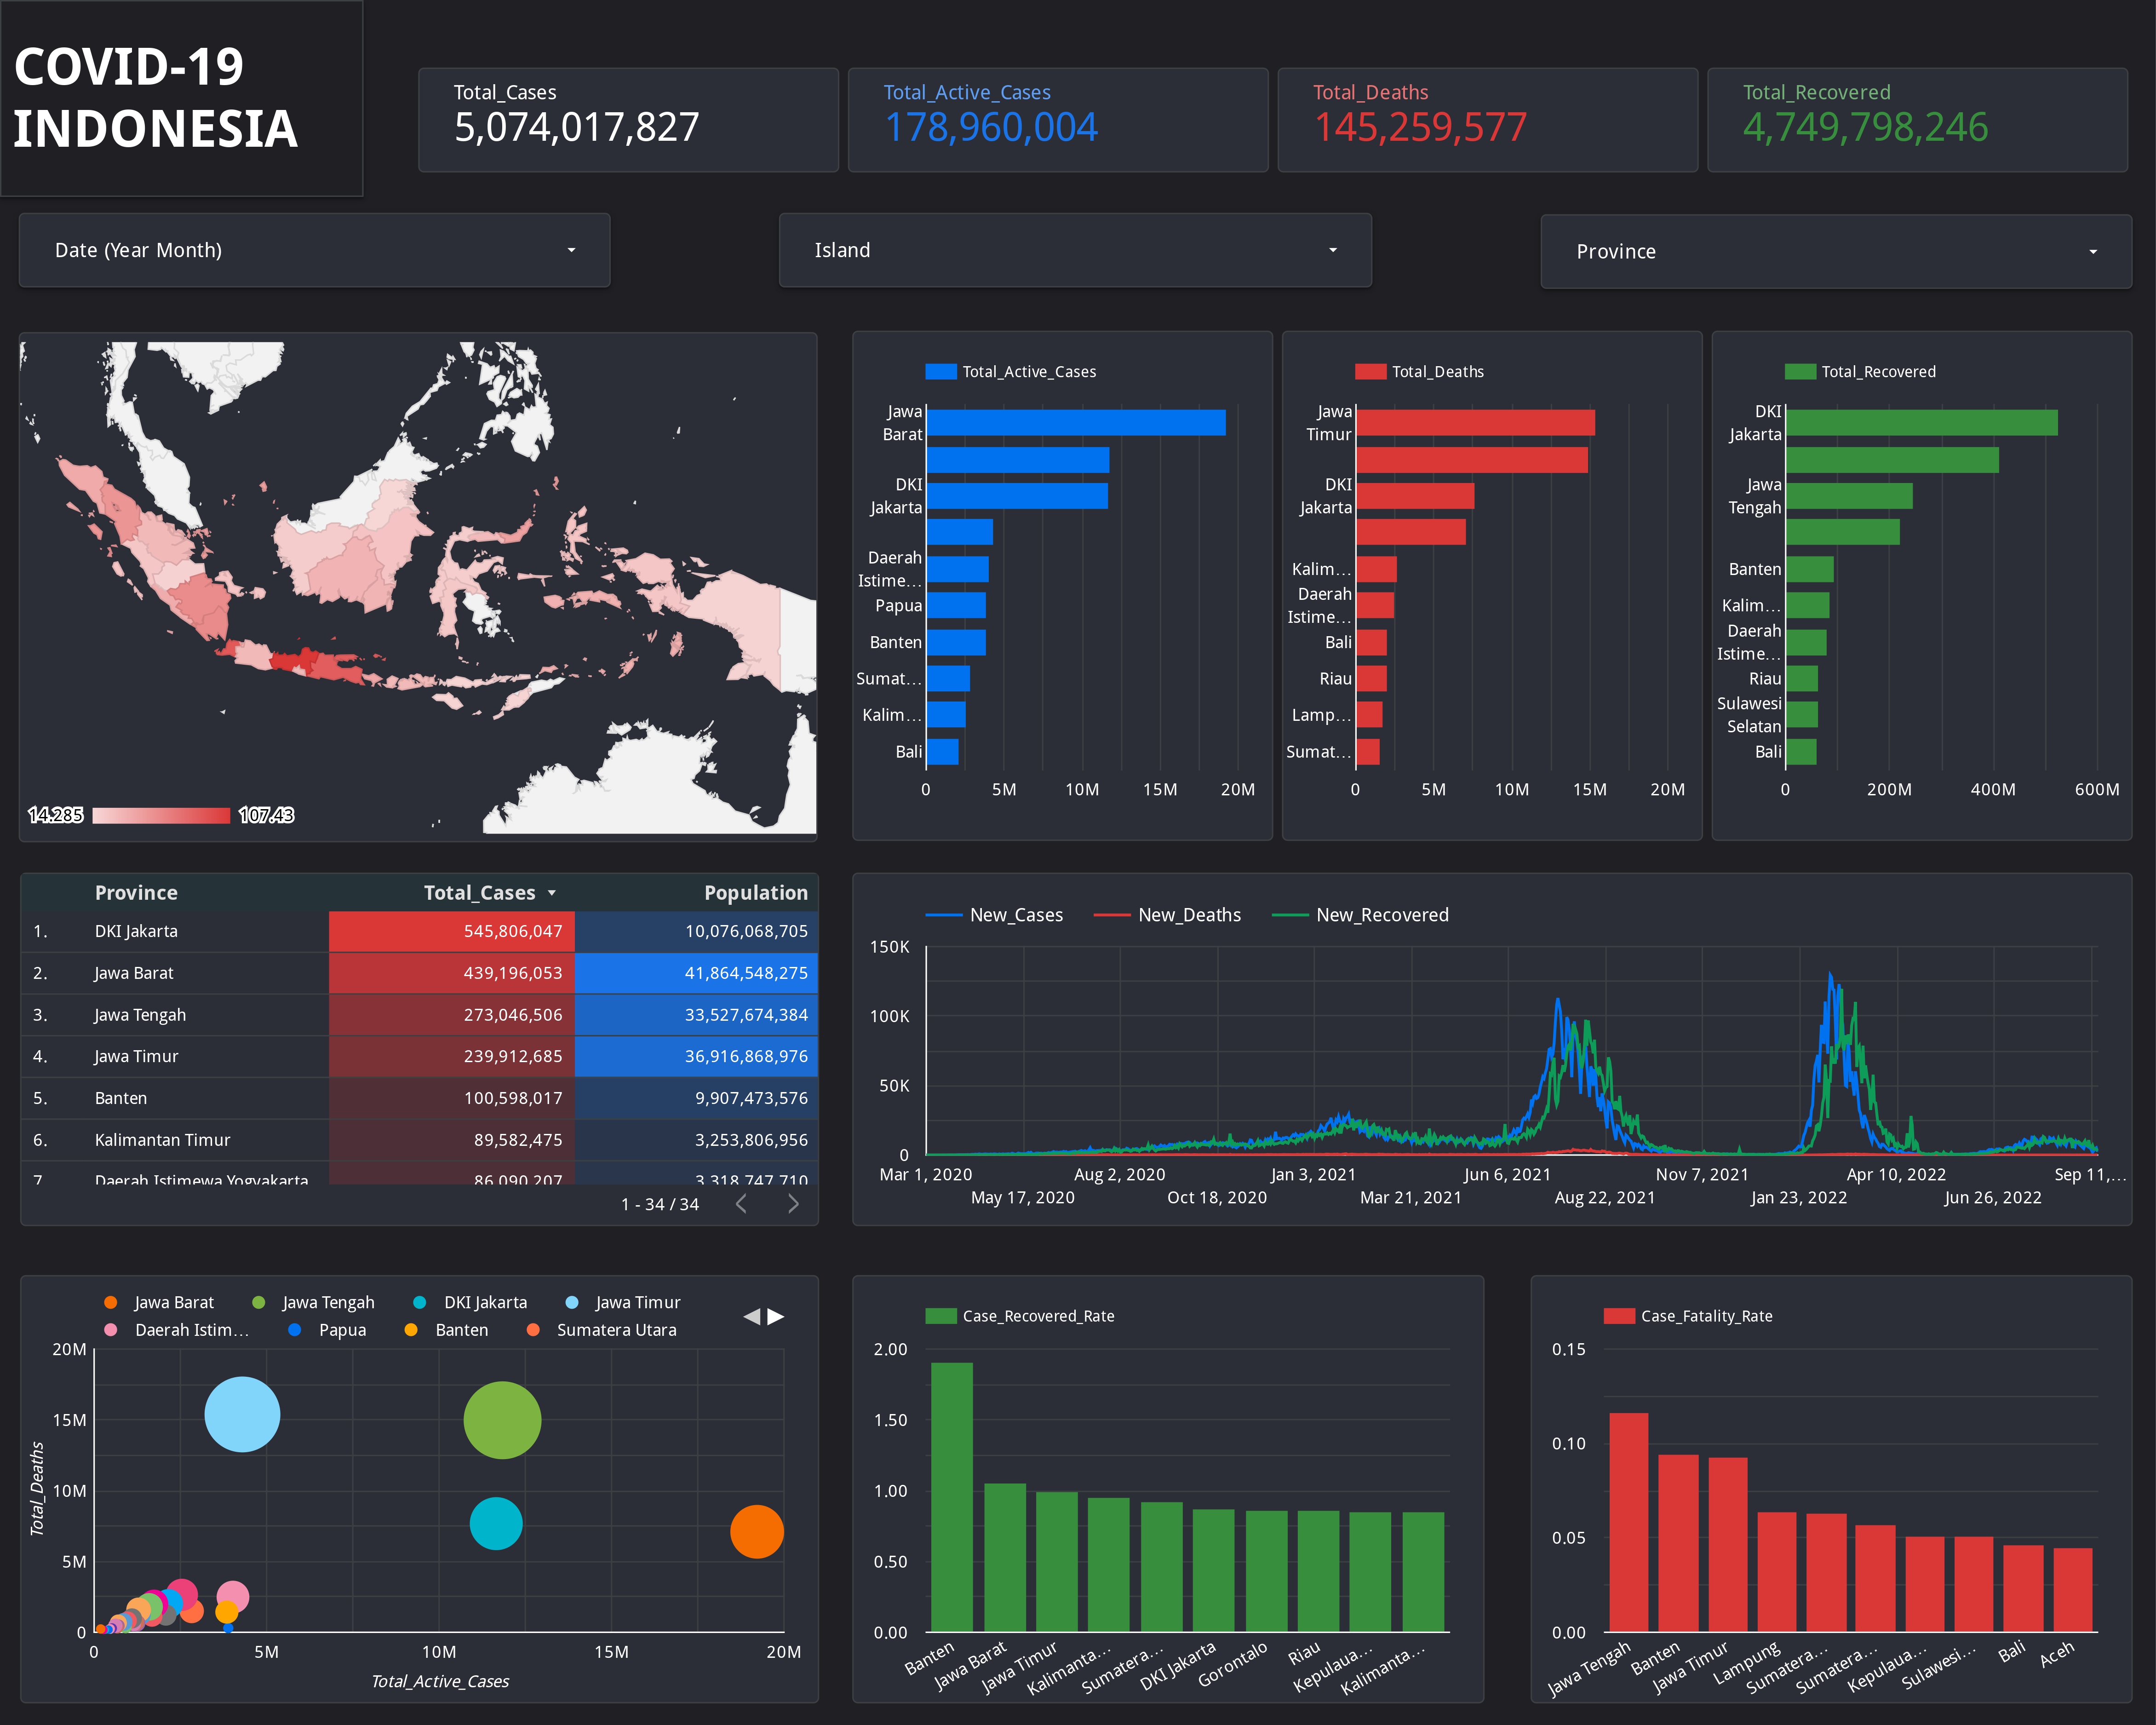 COVID-19
INDONESIA
Total_Cases
5,074,017,827
Total_Active_Cases
178,960,004
Total_Deaths
145,259,577
Total_Recovered
4,749,798,246
Date (Year Month)
Island
Province
14.285
107.43
Total_Active_Cases
Jawa
Barat
DKI
Jakarta
Daerah
Istime...
Papua
Banten
Sumat...
Kalim...
Bali
0 5M 10M 15M 20M
Total_Deaths
Jawa
Timur
DKI
Jakarta
Kalim...
Daerah
Istime...
Bali
Riau
Lamp...
Sumat...
0 5M 10M 15M 20M
Total_Recovered
DKI
Jakarta
Jawa
Tengah
Banten
Kalim...
Daerah
Istime...
Riau
Sulawesi
Selatan
Bali
0 200M 400M 600M
Province Total_Cases Population
1. DKI Jakarta 545,806,047 10,076,068,705
2. Jawa Barat 439,196,053 41,864,548,275
3. Jawa Tengah 273,046,506 33,527,674,384
4. Jawa Timur 239,912,685 36,916,868,976
5. Banten 100,598,017 9,907,473,576
6. Kalimantan Timur 89,582,475 3,253,806,956
7. Daerah Istimewa Yogyakarta 86,090,207 3,318,747,710
1 - 34 / 34
New_Cases New_Deaths New_Recovered
150K
100K
50K
0
Mar 1, 2020 Aug 2, 2020 Jan 3, 2021 Jun 6, 2021 Nov 7, 2021 Apr 10, 2022 Sep 11,...
May 17, 2020 Oct 18, 2020 Mar 21, 2021 Aug 22, 2021 Jan 23, 2022 Jun 26, 2022
Jawa Barat Jawa Tengah DKI Jakarta Jawa Timur
Daerah Istim... Papua Banten Sumatera Utara
20M
15M
10M
5M
0
Total_Deaths
0 5M 10M 15M 20M
Total_Active_Cases
Case_Recovered_Rate
2.00
1.50
1.00
0.50
0.00
Banten Jawa Barat Jawa Timur Kalimanta... Sumatera... DKI Jakarta Gorontalo Riau Kepulaua... Kalimanta...
Case_Fatality_Rate
0.15
0.10
0.05
0.00
Jawa Tengah Banten Jawa Timur Lampung Sumatera... Sumatera... Kepulaua... Sulawesi... Bali Aceh